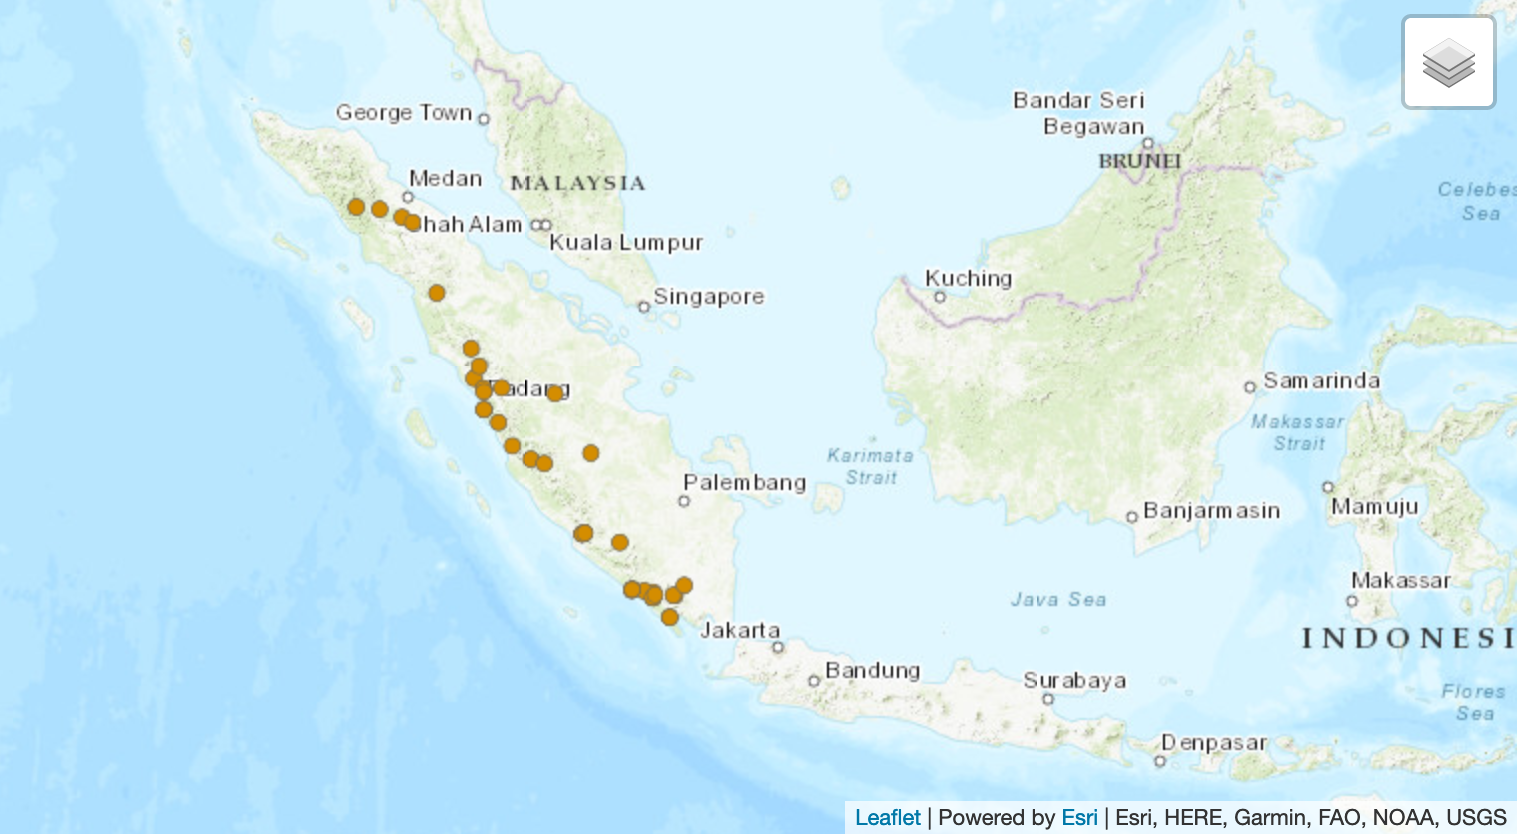 Bandar Seri
Begawan
George Town
BRUNEI
Medan
MALAYSIA
Celebes
Sea
hah Alam
Kuala Lumpur
Kuching
Singapore
Samarinda
Padang
Makassar
Strait
Karimata
Strait
Palembang
Banjarmasin
Mamuju
Makassar
Java Sea
Jakarta
INDONESI
Bandung
Surabaya
Flores
Sea
Denpasar
Leaflet | Powered by Esri | Esri, HERE, Garmin, FAO, NOAA, USGS